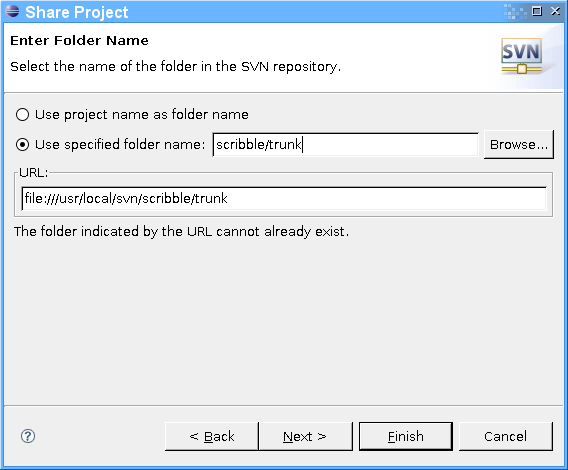 Share Project
Enter Folder Name
Select the name of the folder in the SVN repository.
SVN
Use project name as folder name
Use specified folder name: scribble/trunk Browse...
URL:
file:///usr/local/svn/scribble/trunk
The folder indicated by the URL cannot already exist.
? < Back Next > Finish Cancel